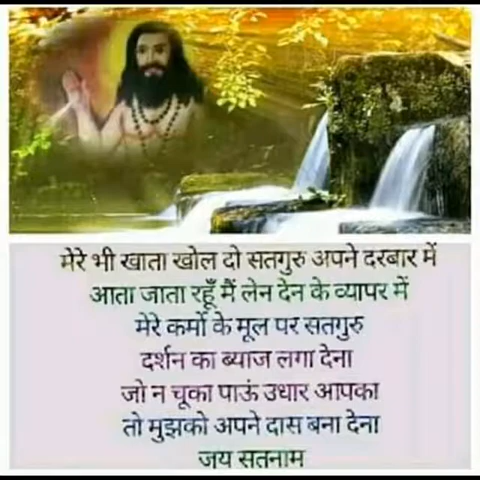 मेरे भी खाता खोल दो सतगुरु अपने दरबार में
आता जाता रहूँ मैं लेन देन के व्यापर में
मेरे कर्मो के मूल पर सतगुरु
दर्शन का ब्याज लगा देना
जो न चूका पाऊं उधार आपका
तो मुझको अपने दास बना देना
जय सतनाम